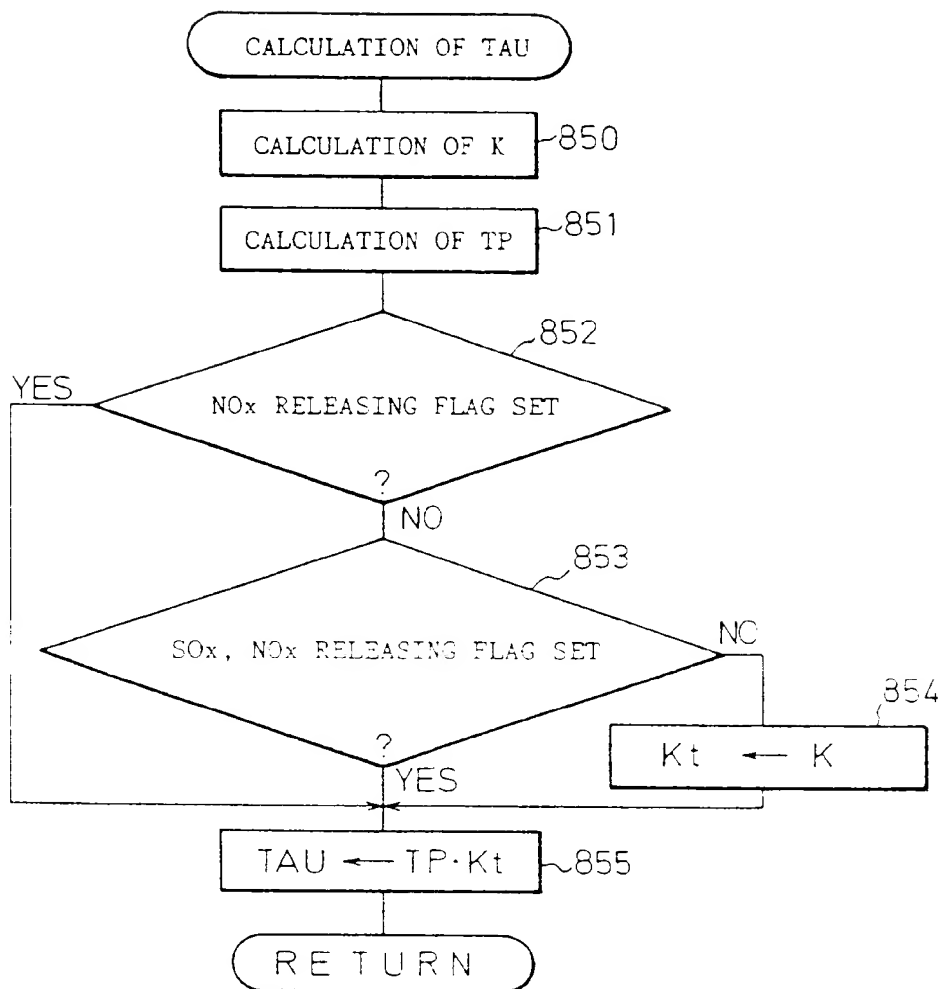 CALCULATION OF TAU
CALCULATION OF K
850
CALCULATION OF TP
851
852
YES
NOx RELEASING FLAG SET
?
NO
853
SOx, NOx RELEASING FLAG SET
NO
?
YES
854
Kt ← K
TAU ← TP·Kt
855
RETURN